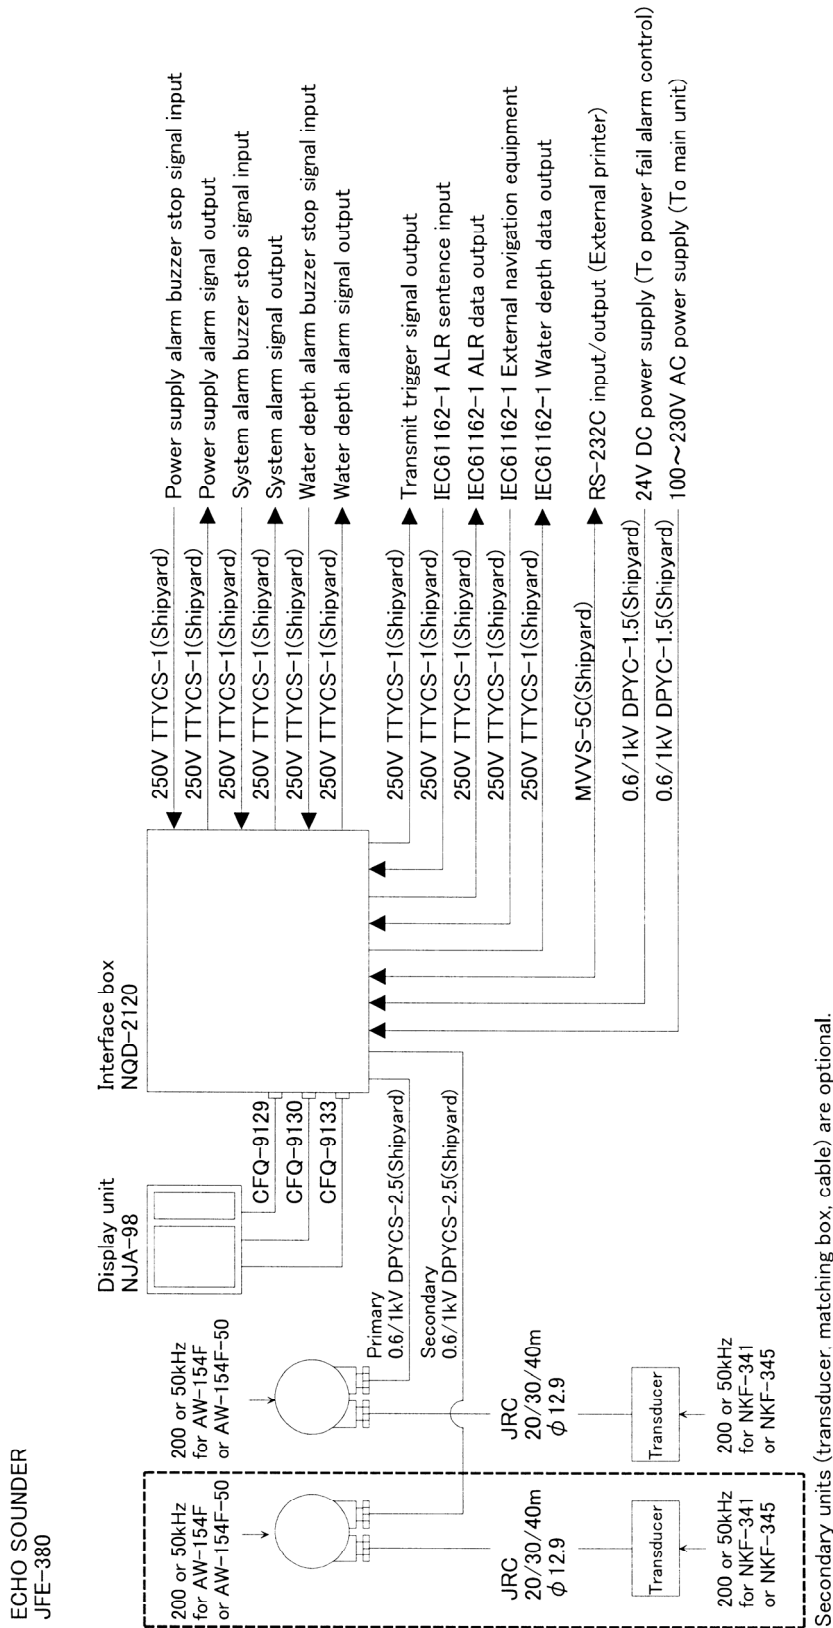 ECHO SOUNDER
JFE-380
200 or 50kHz
for AW-154F
or AW-154F-50
200 or 50kHz
for AW-154F
or AW-154F-50
Display unit
NJA-98
Interface box
NQD-2120
CFQ-9129
CFQ-9130
CFQ-9133
Primary
0.6/1kV DPYCS-2.5(Shipyard)
Secondary
0.6/1kV DPYCS-2.5(Shipyard)
JRC
20/30/40m
φ12.9
JRC
20/30/40m
φ12.9
Transducer
Transducer
200 or 50kHz
for NKF-341
or NKF-345
200 or 50kHz
for NKF-341
or NKF-345
250V TTYCS-1(Shipyard) Power supply alarm buzzer stop signal input
250V TTYCS-1(Shipyard) Power supply alarm signal output
250V TTYCS-1(Shipyard) System alarm buzzer stop signal input
250V TTYCS-1(Shipyard) System alarm signal output
250V TTYCS-1(Shipyard) Water depth alarm buzzer stop signal input
250V TTYCS-1(Shipyard) Water depth alarm signal output
250V TTYCS-1(Shipyard) Transmit trigger signal output
250V TTYCS-1(Shipyard) IEC61162-1 ALR sentence input
250V TTYCS-1(Shipyard) IEC61162-1 ALR data output
250V TTYCS-1(Shipyard) IEC61162-1 External navigation equipment
250V TTYCS-1(Shipyard) IEC61162-1 Water depth data output
MVVS-5C(Shipyard) RS-232C input/output (External printer)
0.6/1kV DPYC-1.5(Shipyard) 24V DC power supply (To power fail alarm control)
0.6/1kV DPYC-1.5(Shipyard) 100~230V AC power supply (To main unit)
Secondary units (transducer, matching box, cable) are optional.